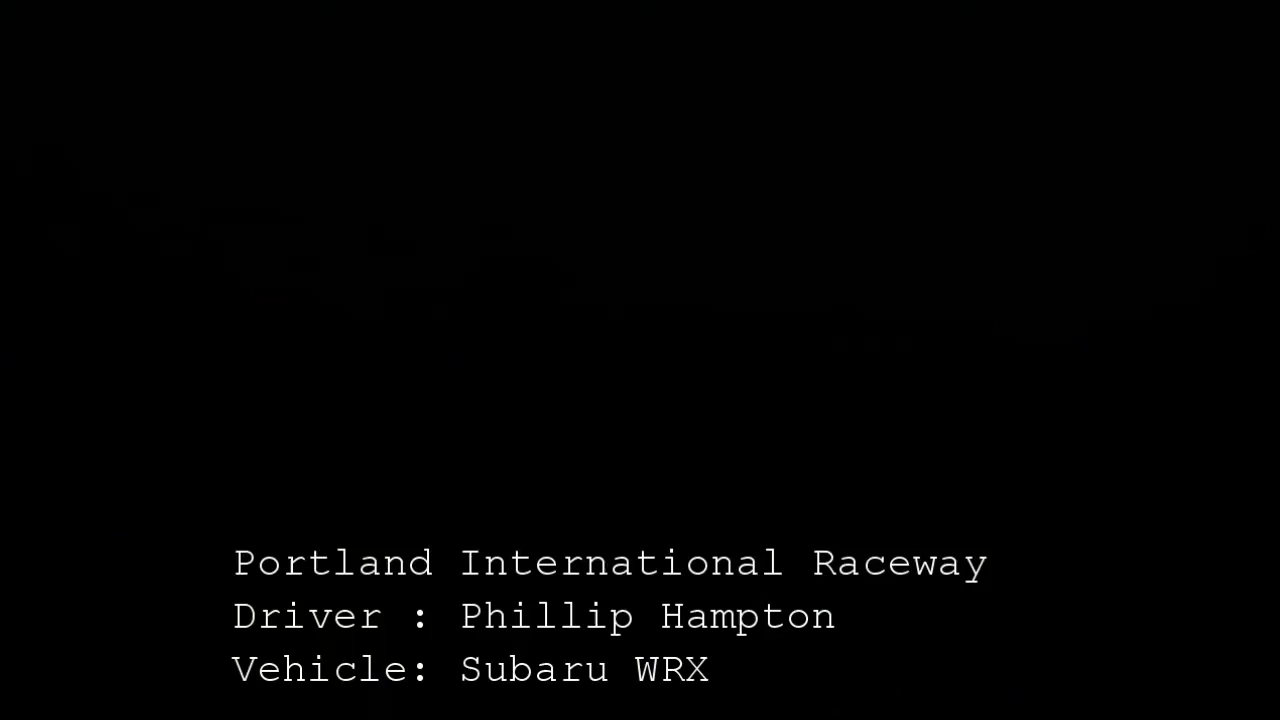 Portland International Raceway
Driver : Phillip Hampton
Vehicle: Subaru WRX